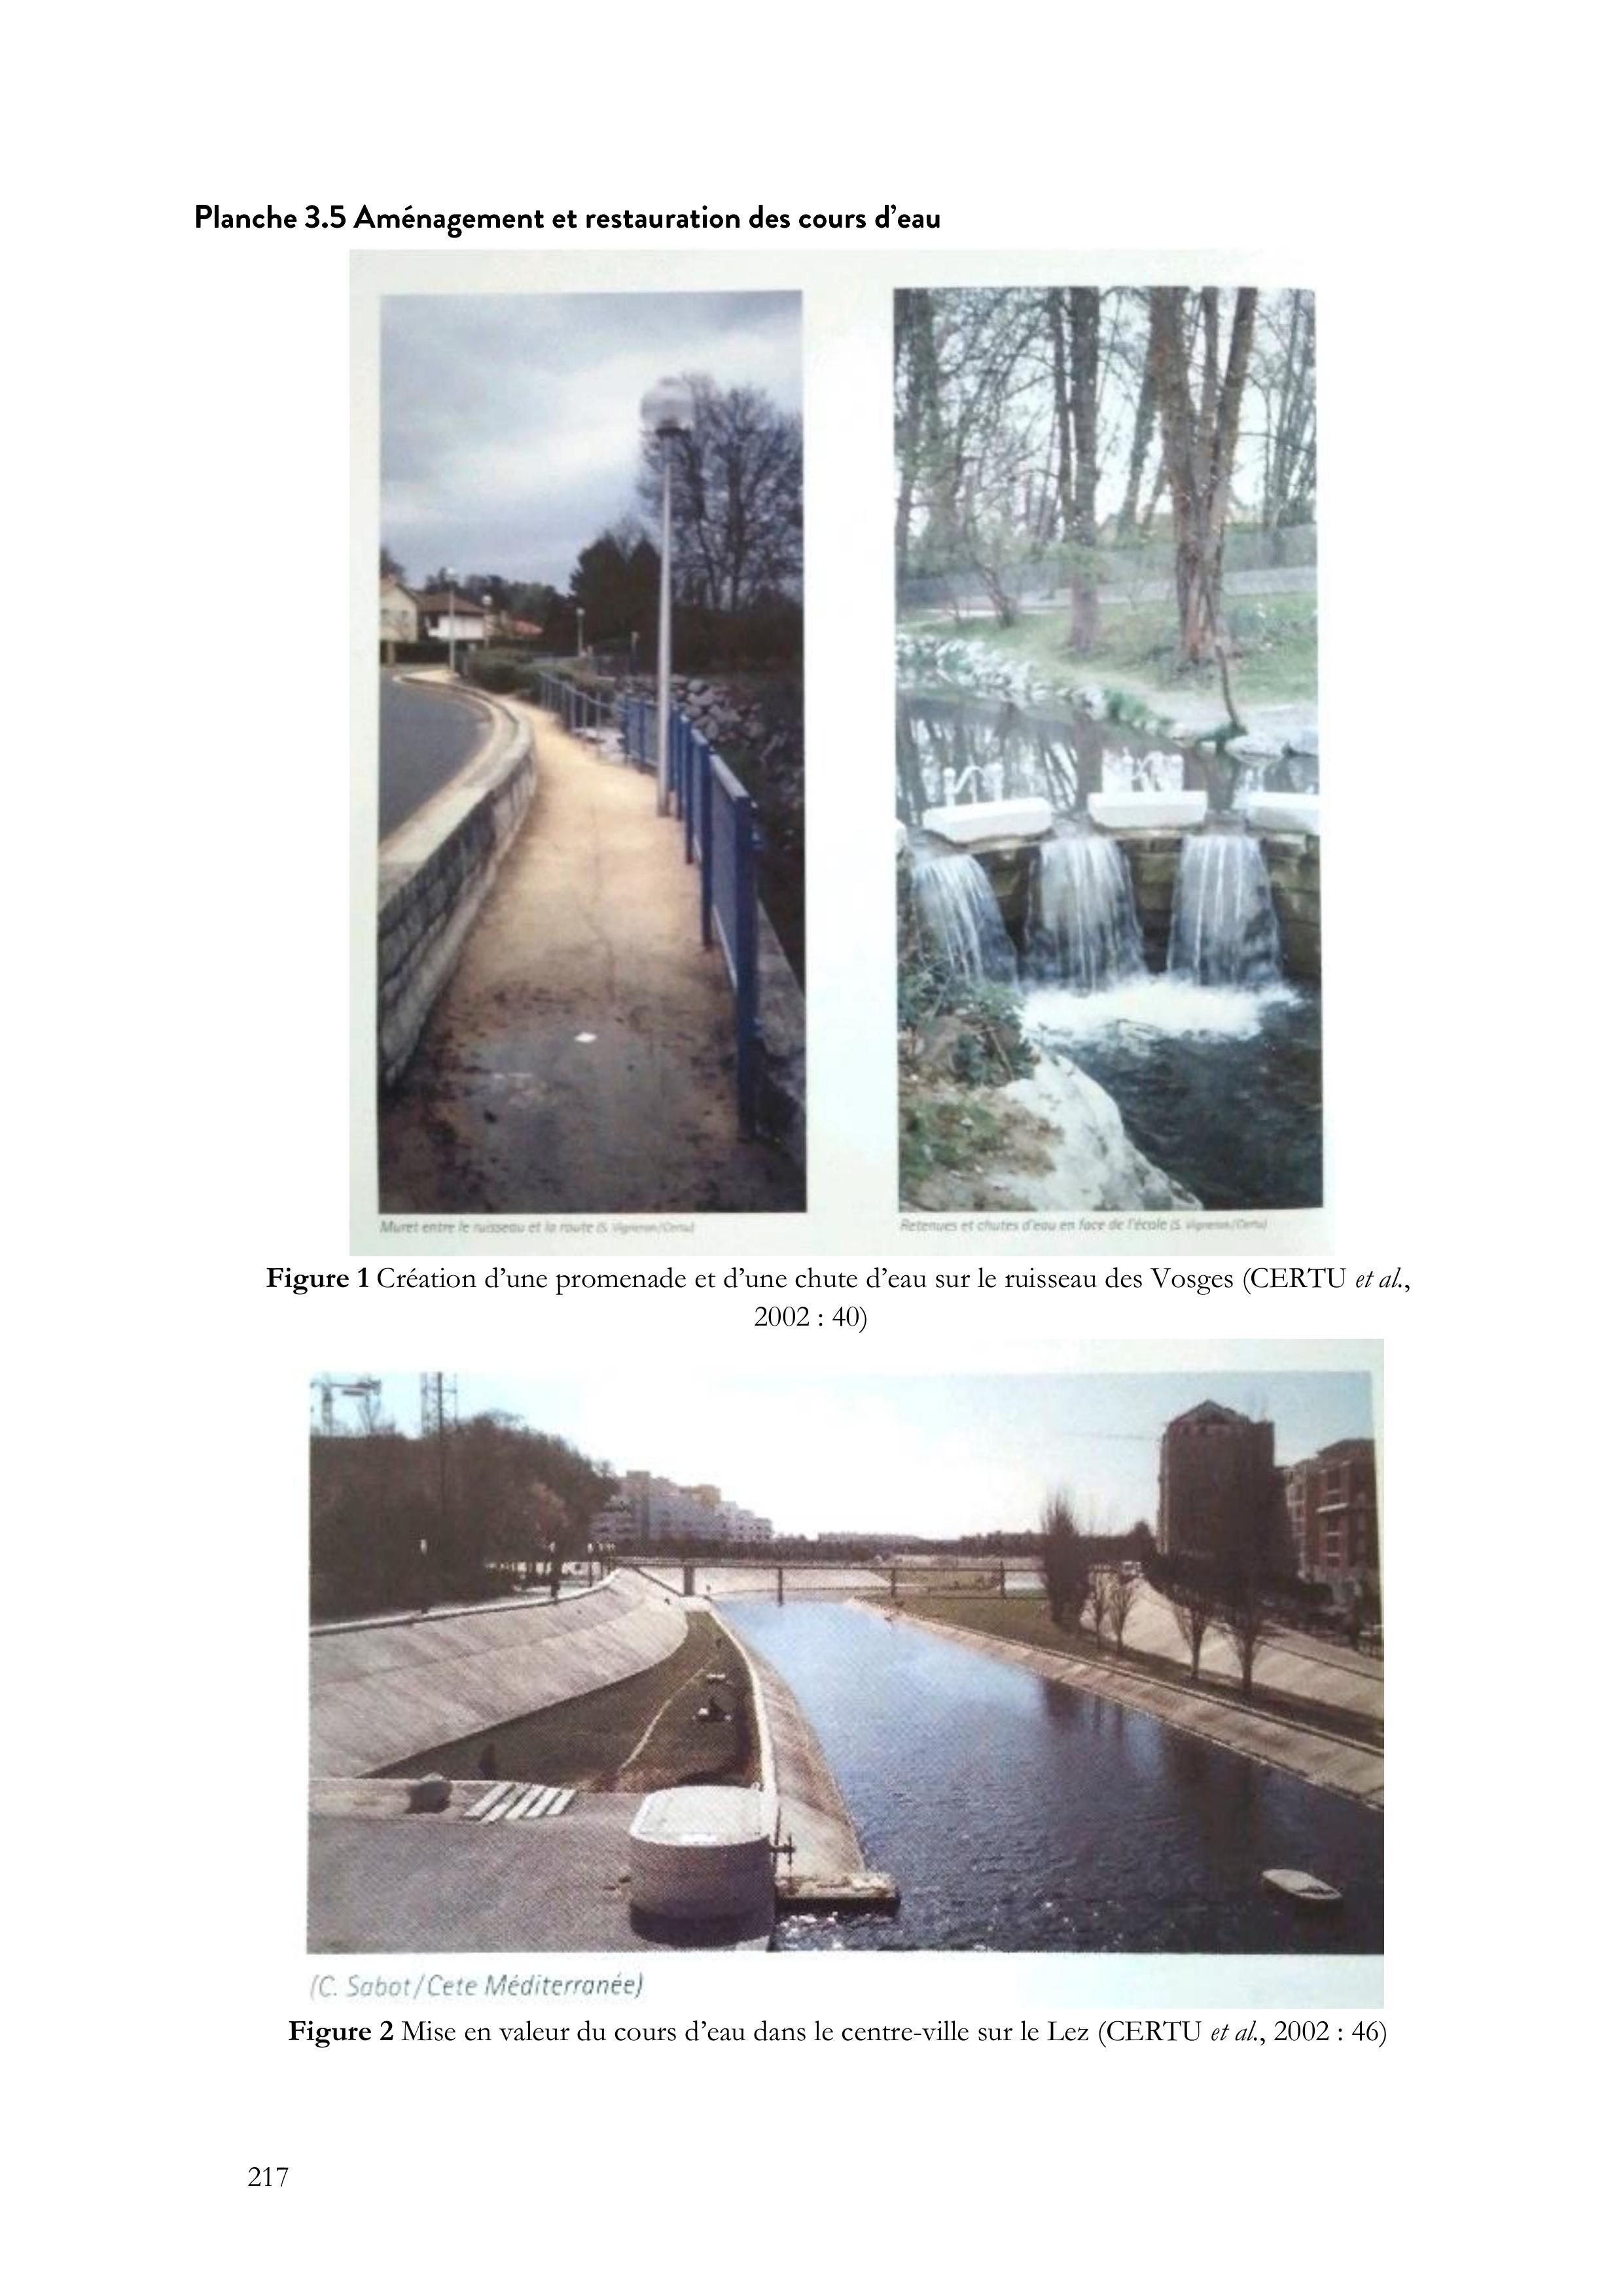 Planche 3.5 Aménagement et restauration des cours d'eau
Muret entre le ruisseau et la route (S. Vigneron/Certu)
Retenues et chutes d'eau en face de l'école (S. Vigneron/Certu)
Figure 1 Création d'une promenade et d'une chute d'eau sur le ruisseau des Vosges (CERTU et al.,
2002 : 40)
(C. Sabot/Cete Méditerranée)
Figure 2 Mise en valeur du cours d'eau dans le centre-ville sur le Lez (CERTU et al., 2002 : 46)
217